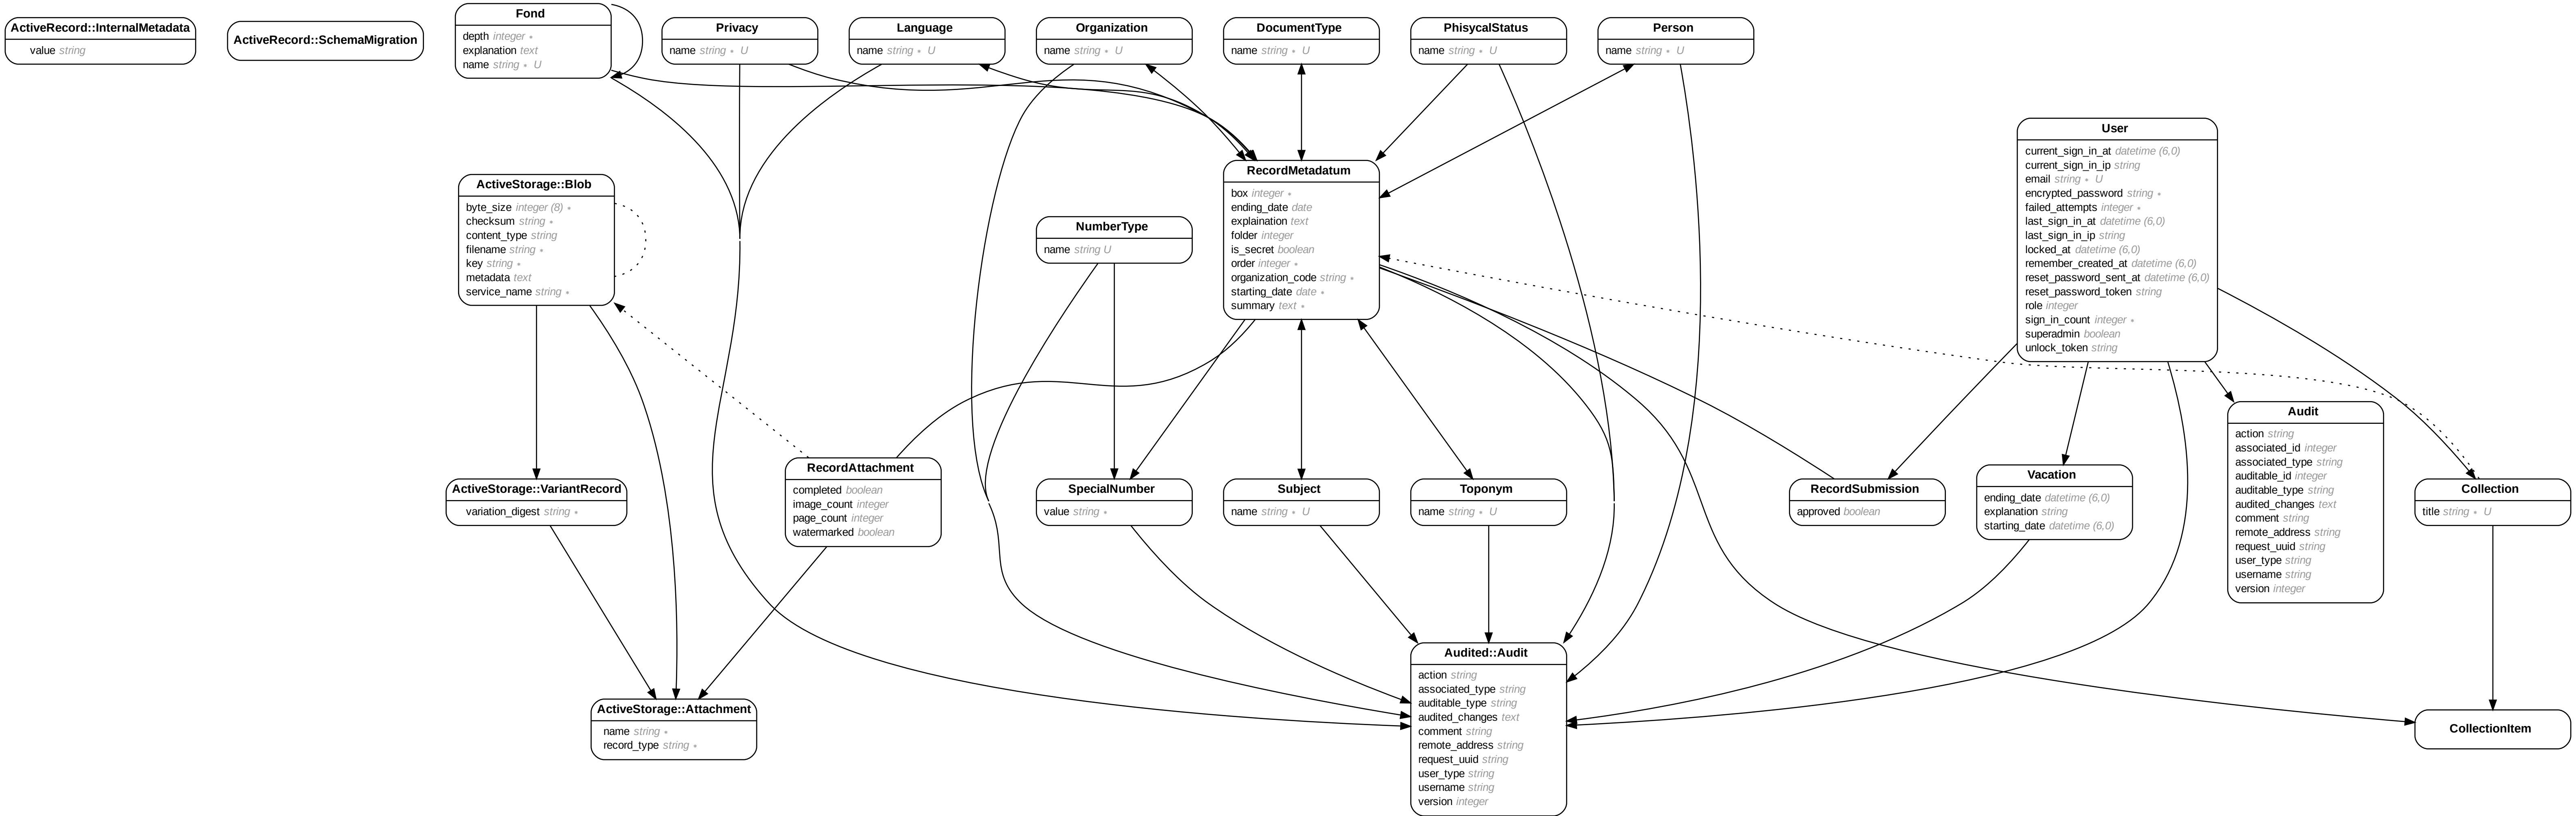 ActiveRecord::InternalMetadata
value string
ActiveRecord::SchemaMigration
Fond
depth integer ∗
explanation text
name string ∗ U
Privacy
name string ∗ U
Language
name string ∗ U
Organization
name string ∗ U
DocumentType
name string ∗ U
PhisycalStatus
name string ∗ U
Person
name string ∗ U
User
current_sign_in_at datetime (6,0)
current_sign_in_ip string
email string ∗ U
encrypted_password string ∗
failed_attempts integer ∗
last_sign_in_at datetime (6,0)
last_sign_in_ip string
locked_at datetime (6,0)
remember_created_at datetime (6,0)
reset_password_sent_at datetime (6,0)
reset_password_token string
role integer
sign_in_count integer ∗
superadmin boolean
unlock_token string
ActiveStorage::Blob
byte_size integer (8) ∗
checksum string ∗
content_type string
filename string ∗
key string ∗
metadata text
service_name string ∗
NumberType
name string U
RecordMetadatum
box integer ∗
ending_date date
explaination text
folder integer
is_secret boolean
order integer ∗
organization_code string ∗
starting_date date ∗
summary text ∗
ActiveStorage::VariantRecord
variation_digest string ∗
RecordAttachment
completed boolean
image_count integer
page_count integer
watermarked boolean
SpecialNumber
value string ∗
Subject
name string ∗ U
Toponym
name string ∗ U
RecordSubmission
approved boolean
Vacation
ending_date datetime (6,0)
explanation string
starting_date datetime (6,0)
Audit
action string
associated_id integer
associated_type string
auditable_id integer
auditable_type string
audited_changes text
comment string
remote_address string
request_uuid string
user_type string
username string
version integer
Collection
title string ∗ U
ActiveStorage::Attachment
name string ∗
record_type string ∗
Audited::Audit
action string
associated_type string
auditable_type string
audited_changes text
comment string
remote_address string
request_uuid string
user_type string
username string
version integer
CollectionItem